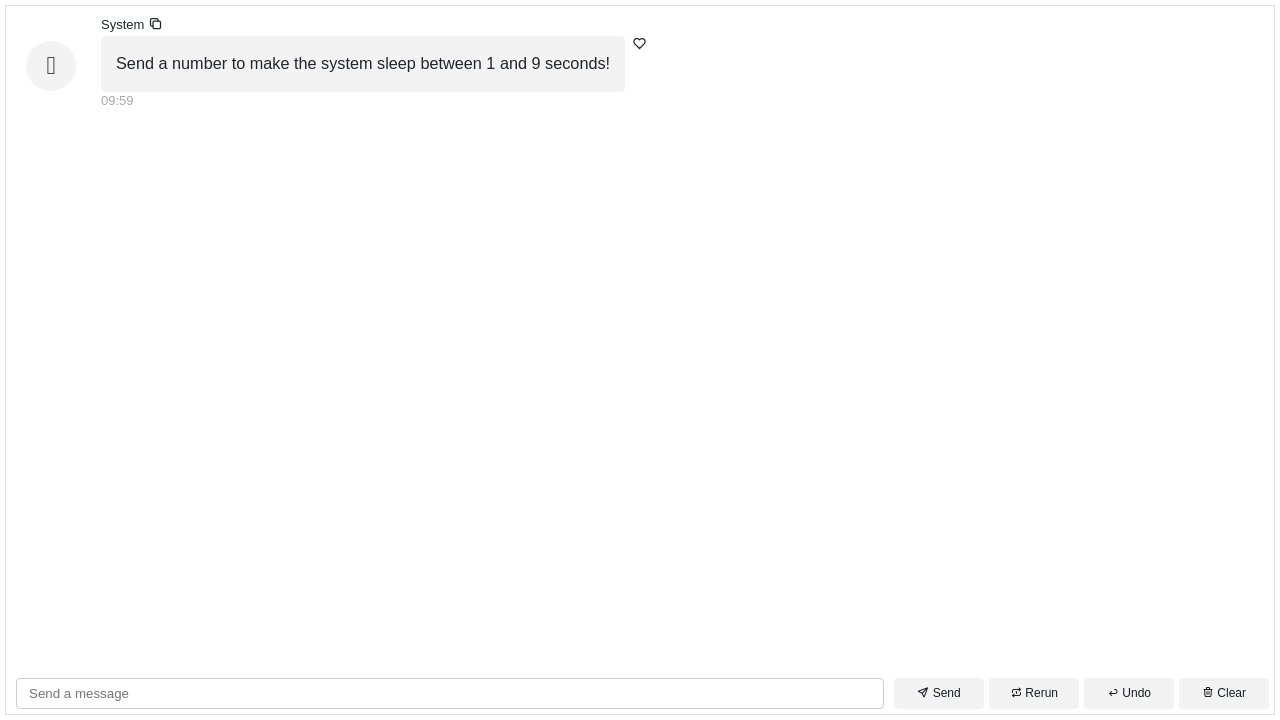 System
Send a number to make the system sleep between 1 and 9 seconds!
09:59
Send a message
Send
Rerun
Undo
Clear